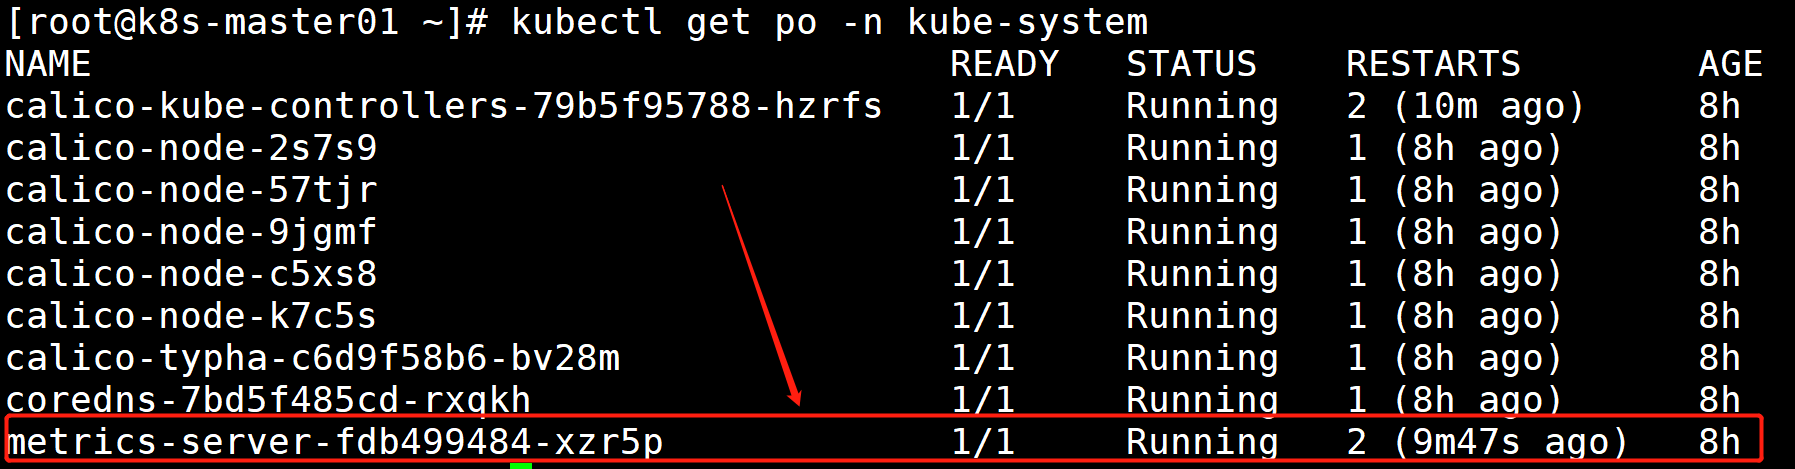 [root@k8s-master01 ~]# kubectl get po -n kube-system
NAME READY STATUS RESTARTS AGE
calico-kube-controllers-79b5f95788-hzrfs 1/1 Running 2 (10m ago) 8h
calico-node-2s7s9 1/1 Running 1 (8h ago) 8h
calico-node-57tjr 1/1 Running 1 (8h ago) 8h
calico-node-9jgmf 1/1 Running 1 (8h ago) 8h
calico-node-c5xs8 1/1 Running 1 (8h ago) 8h
calico-node-k7c5s 1/1 Running 1 (8h ago) 8h
calico-typha-c6d9f58b6-bv28m 1/1 Running 1 (8h ago) 8h
coredns-7bd5f485cd-rxqkh 1/1 Running 1 (8h ago) 8h
metrics-server-fdb499484-xzr5p 1/1 Running 2 (9m47s ago) 8h